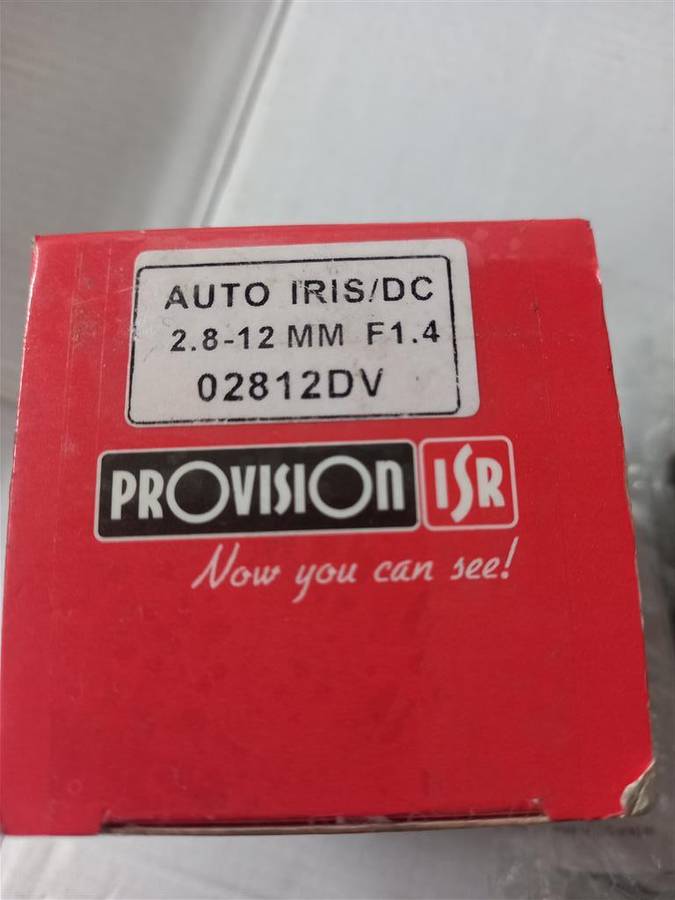 AUTO IRIS/DC
2.8-12 MM F1.4
02812DV
PROVISION ISR
Now you can see!